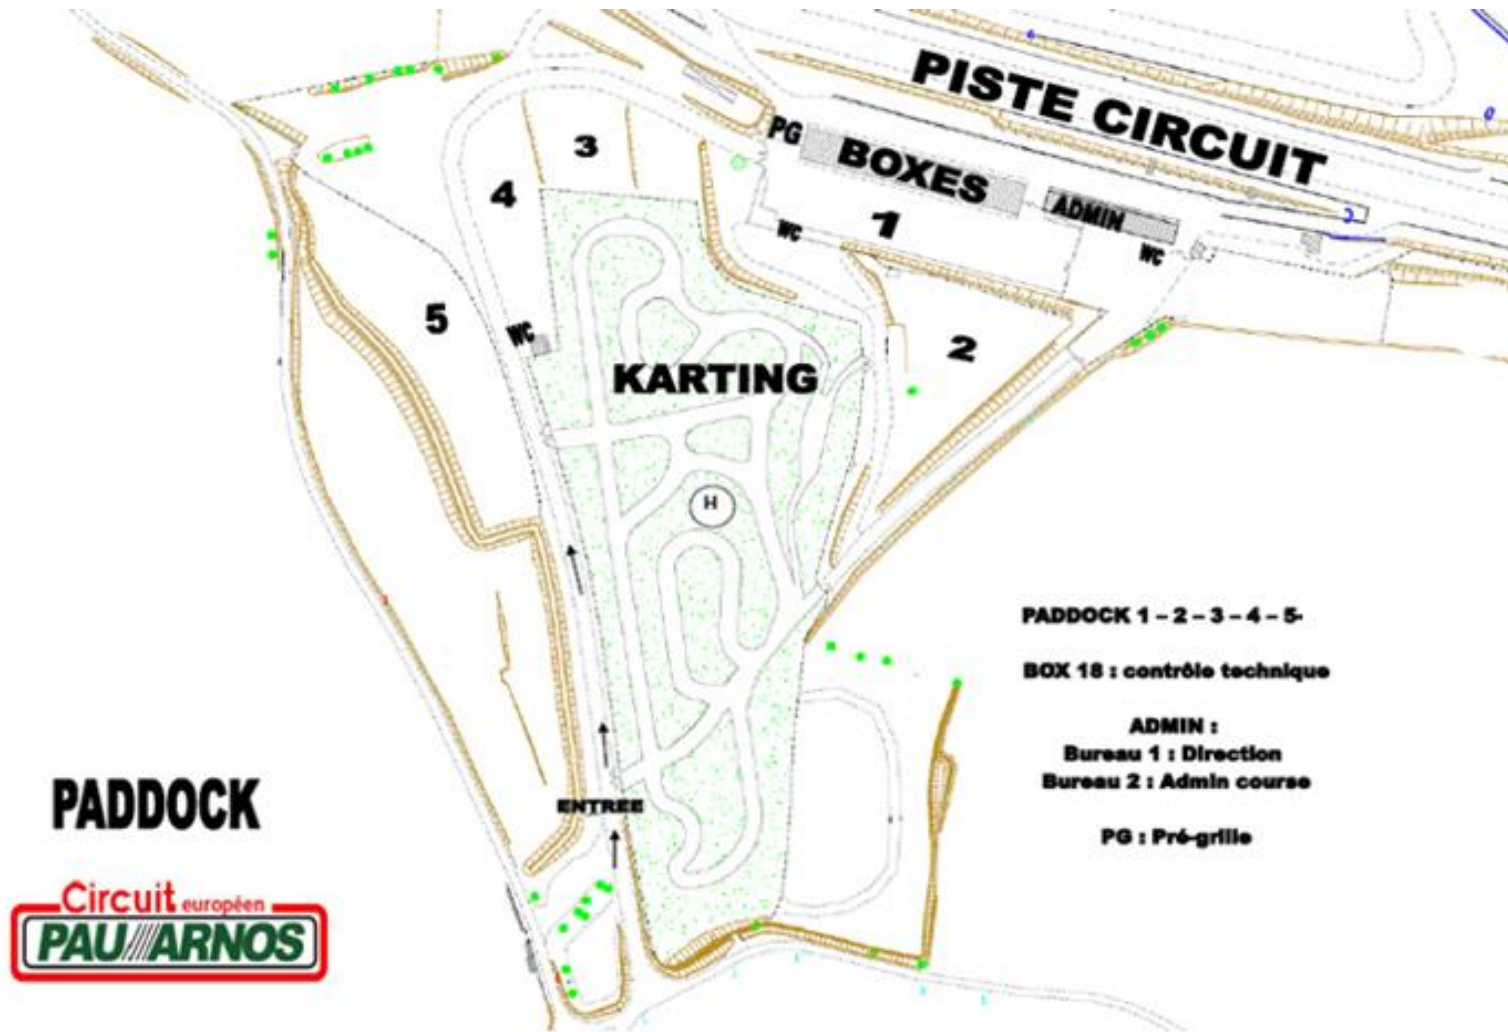 PISTE CIRCUIT
PG
BOXES
ADMIN
3
4
1
WC
WC
5
WC
2
KARTING
H
PADDOCK 1 – 2 – 3 – 4 – 5-
BOX 18 : contrôle technique
ADMIN :
Bureau 1 : Direction
Bureau 2 : Admin course
PG : Pré-grille
ENTREE
PADDOCK
Circuit européen
PAU ARNOS